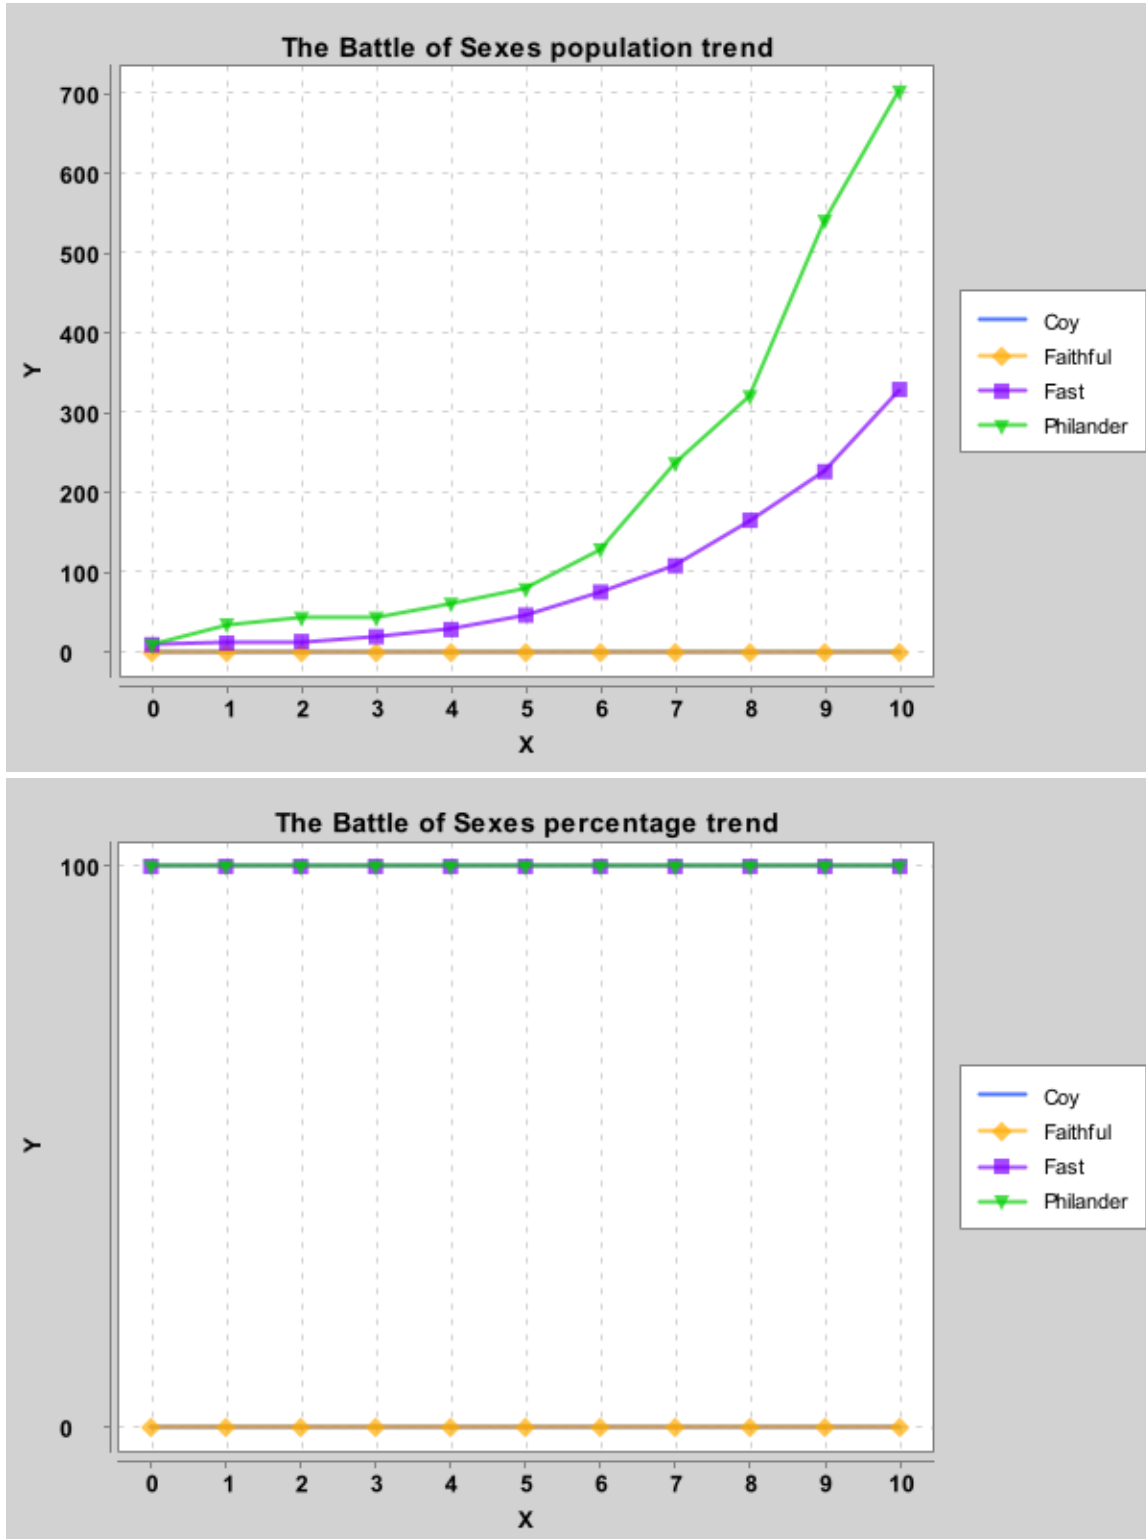 The Battle of Sexes population trend
700
600
500
400
300
200
100
0
Y
0 1 2 3 4 5 6 7 8 9 10
X
Coy
Faithful
Fast
Philander
The Battle of Sexes percentage trend
100
0
Y
0 1 2 3 4 5 6 7 8 9 10
X
Coy
Faithful
Fast
Philander